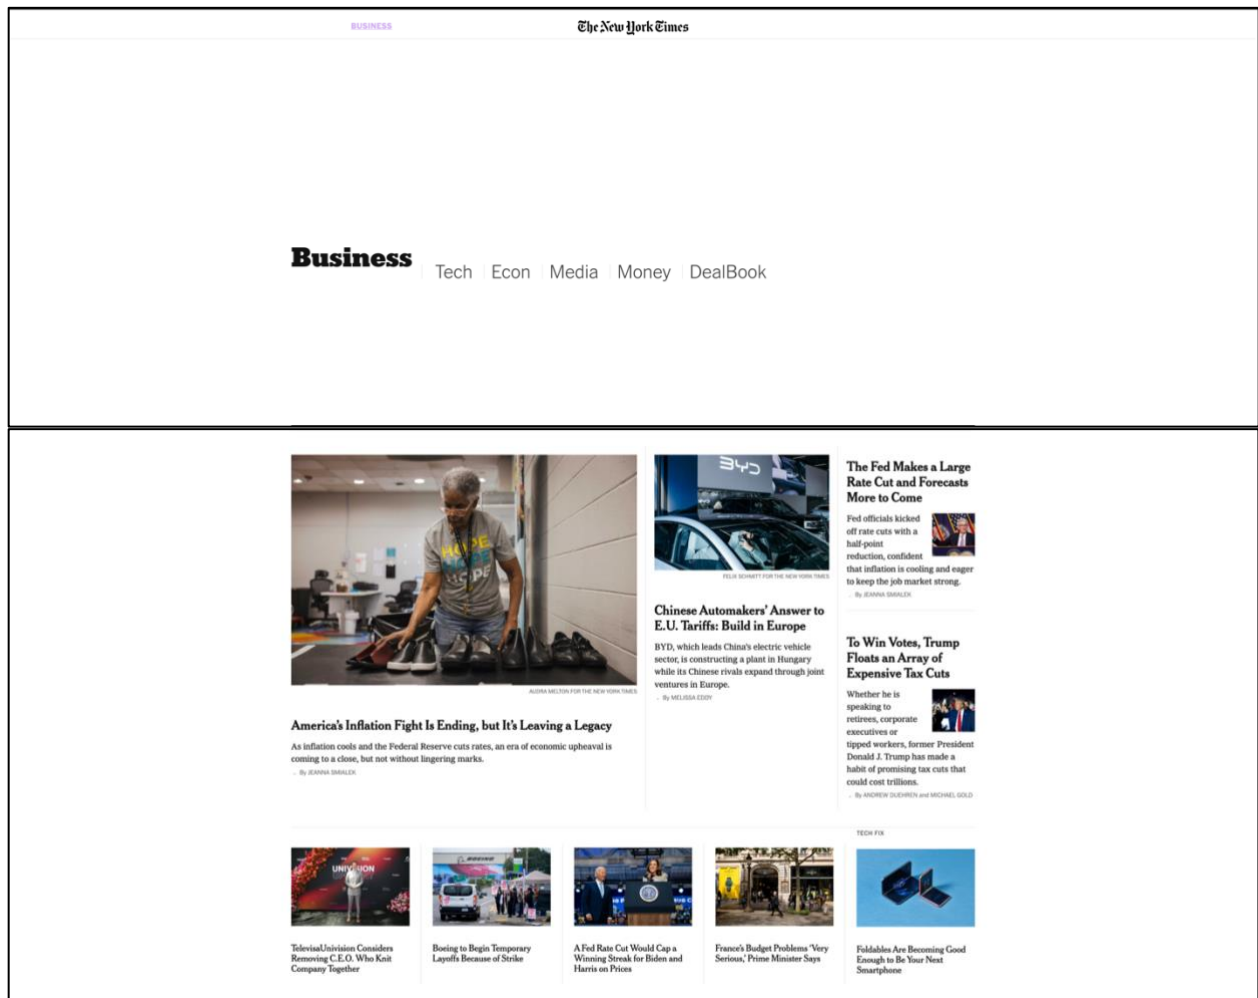 BUSINESS
The New York Times
Business
Tech
Econ
Media
Money
DealBook
HOPE
HOPE
HOPE
AUDRA MELTON FOR THE NEW YORK TIMES
America's Inflation Fight Is Ending, but It's Leaving a Legacy
As inflation cools and the Federal Reserve cuts rates, an era of economic upheaval is
coming to a close, but not without lingering marks.
By JEANNA SMIALEK
BYD
FELIX SCHMITT FOR THE NEW YORK TIMES
Chinese Automakers' Answer to
E.U. Tariffs: Build in Europe
BYD, which leads China's electric vehicle
sector, is constructing a plant in Hungary
while its Chinese rivals expand through joint
ventures in Europe.
By MELISSA EDDY
The Fed Makes a Large
Rate Cut and Forecasts
More to Come
Fed officials kicked
off rate cuts with a
half-point
reduction, confident
that inflation is cooling and eager
to keep the job market strong.
By JEANNA SMIALEK
To Win Votes, Trump
Floats an Array of
Expensive Tax Cuts
Whether he is
speaking to
retirees, corporate
executives or
tipped workers, former President
Donald J. Trump has made a
habit of promising tax cuts that
could cost trillions.
By ANDREW DUEHREN and MICHAEL GOLD
UNIVISION
TelevisaUnivision Considers
Removing C.E.O. Who Knit
Company Together
BOEING
Boeing to Begin Temporary
Layoffs Because of Strike
A Fed Rate Cut Would Cap a
Winning Streak for Biden and
Harris on Prices
France's Budget Problems 'Very
Serious,' Prime Minister Says
TECH FIX
Foldables Are Becoming Good
Enough to Be Your Next
Smartphone